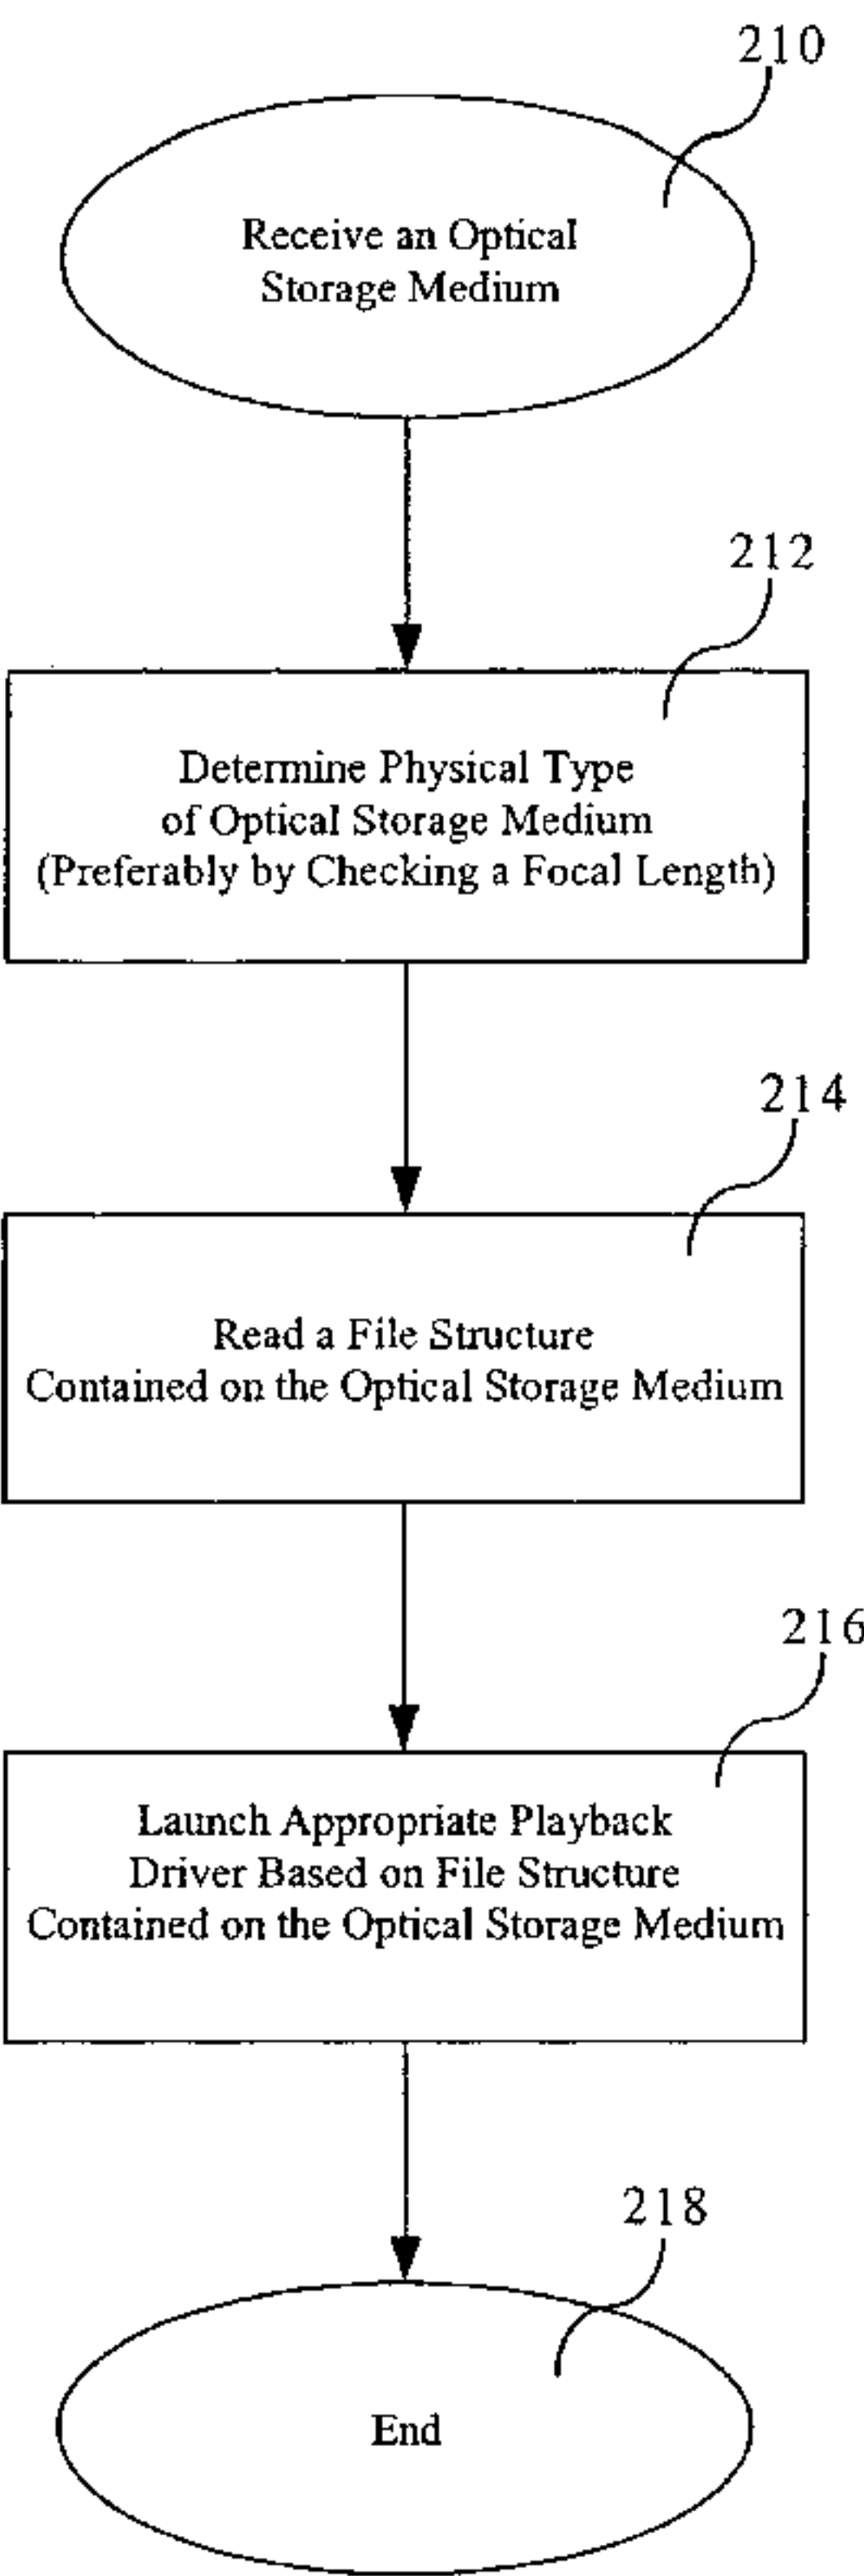 210
Receive an Optical
Storage Medium
212
Determine Physical Type
of Optical Storage Medium
(Preferably by Checking a Focal Length)
214
Read a File Structure
Contained on the Optical Storage Medium
216
Launch Appropriate Playback
Driver Based on File Structure
Contained on the Optical Storage Medium
218
End